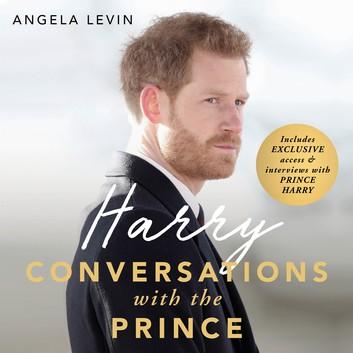 ANGELA LEVIN
Includes
EXCLUSIVE
access &
interviews with
PRINCE
HARRY
Harry
CONVERSATIONS
with the
PRINCE